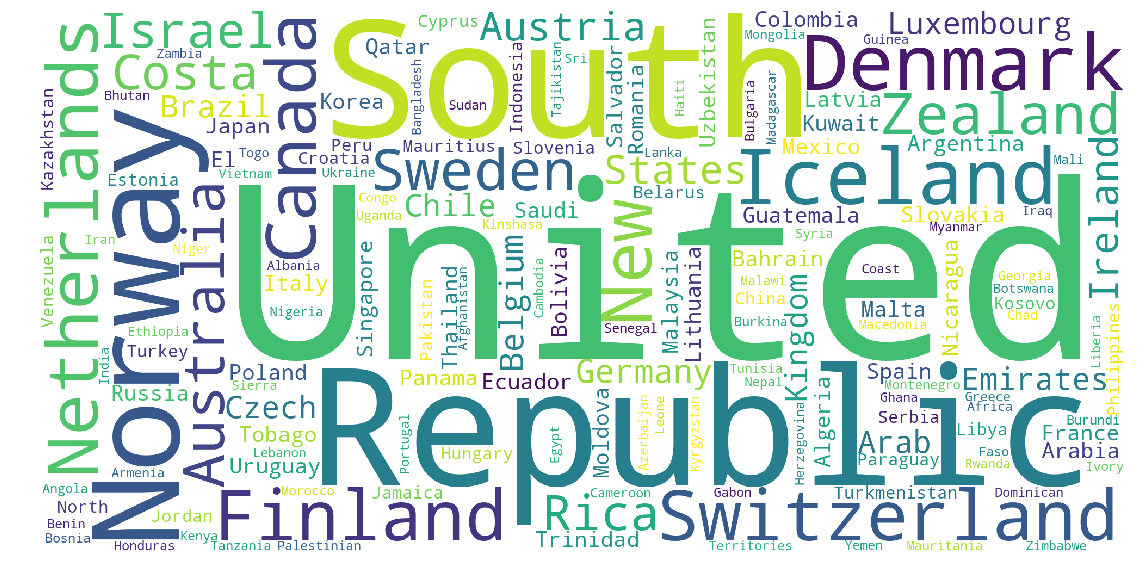 South
United
Republic
Norway
Netherlands
Israel
Costa
Canada
Denmark
Luxembourg
Austria
Zealand
Iceland
Ireland
Sweden
States
New
Australia
Finland
Switzerland
Rica
Germany
Belgium
Kingdom
Emirates
Arab
Brazil
Chile
Czech
Cyprus
Colombia
Guinea
Mongolia
Zambia
Qatar
Bangladesh
Indonesia
Tajikistan
Sri
Salvador
Romania
Haiti
Uzbekistan
Bulgaria
Madagascar
Latvia
Kuwait
Argentina
Mexico
Kazakhstan
Bhutan
Japan
El
Togo
Korea
Sudan
Peru
Mauritius
Slovenia
Croatia
Ukraine
Vietnam
Estonia
Lanka
Belarus
Mali
Congo
Uganda
Saudi
Kinshasa
Guatemala
Slovakia
Iraq
Myanmar
Syria
Venezuela
Iran
Niger
Albania
Italy
Nigeria
Singapore
Pakistan
Thailand
Afghanistan
Cambodia
Bolivia
Senegal
Malaysia
Lithuania
Bahrain
Malawi
China
Burkina
Coast
Malta
Macedonia
Nicaragua
Georgia
Botswana
Kosovo
Chad
Liberia
Philippines
Ethiopia
Turkey
India
Russia
Poland
Sierra
Panama
Ecuador
Tunisia
Nepal
Spain
Montenegro
Ghana
Greece
Africa
Serbia
Burundi
Tobago
Lebanon
Uruguay
Portugal
Hungary
Egypt
Moldova
Azerbaijan
Leone
Kyrgyzstan
Herzegovina
Algeria
Paraguay
Libya
Faso
Rwanda
France
Arabia
Ivory
Armenia
Angola
North
Benin
Bosnia
Honduras
Jordan
Kenya
Morocco
Jamaica
Tanzania
Palestinian
Cameroon
Trinidad
Gabon
Territories
Turkmenistan
Yemen
Mauritania
Dominican
Zimbabwe